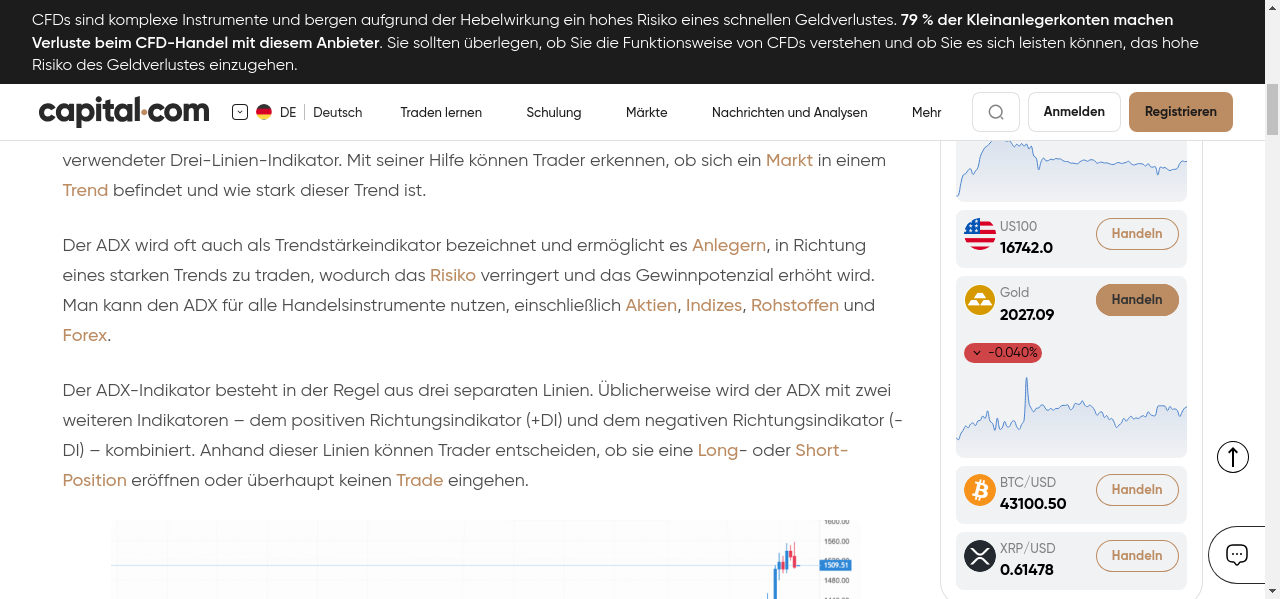 CFDs sind komplexe Instrumente und bergen aufgrund der Hebelwirkung ein hohes Risiko eines schnellen Geldverlustes. 79 % der Kleinanlegerkonten machen
Verluste beim CFD-Handel mit diesem Anbieter. Sie sollten überlegen, ob Sie die Funktionsweise von CFDs verstehen und ob Sie es sich leisten können, das hohe
Risiko des Geldverlustes einzugehen.
capital.com
DE
Deutsch
Traden lernen
Schulung
Märkte
Nachrichten und Analysen
Mehr
Anmelden
Registrieren
verwendeter Drei-Linien-Indikator. Mit seiner Hilfe können Trader erkennen, ob sich ein Markt in einem
Trend befindet und wie stark dieser Trend ist.
Der ADX wird oft auch als Trendstärkeindikator bezeichnet und ermöglicht es Anlegern, in Richtung
eines starken Trends zu traden, wodurch das Risiko verringert und das Gewinnpotenzial erhöht wird.
Man kann den ADX für alle Handelsinstrumente nutzen, einschließlich Aktien, Indizes, Rohstoffen und
Forex.
Der ADX-Indikator besteht in der Regel aus drei separaten Linien. Üblicherweise wird der ADX mit zwei
weiteren Indikatoren – dem positiven Richtungsindikator (+DI) und dem negativen Richtungsindikator (-
DI) – kombiniert. Anhand dieser Linien können Trader entscheiden, ob sie eine Long- oder Short-
Position eröffnen oder überhaupt keinen Trade eingehen.
1600.00
1560.00
1509.51
1480.00
US100
16742.0
Handeln
Gold
2027.09
Handeln
-0.040%
BTC/USD
43100.50
Handeln
XRP/USD
0.61478
Handeln